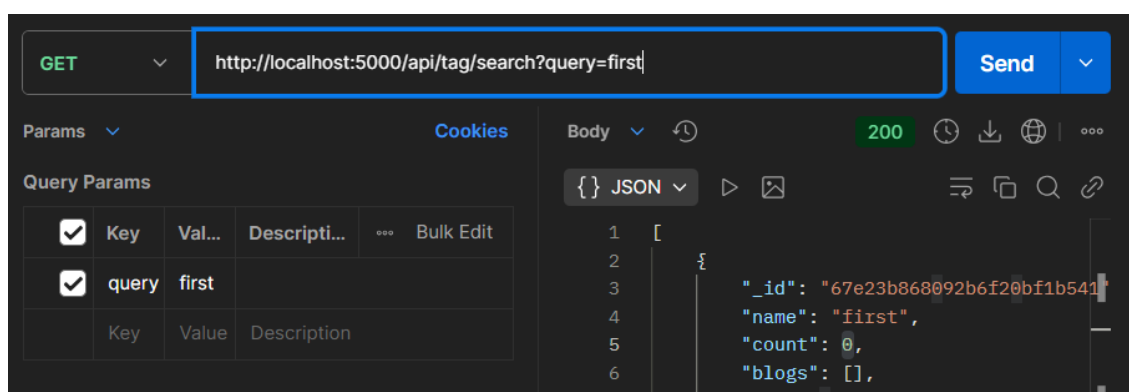 GET http://localhost:5000/api/tag/search?query=first Send
Params Cookies
Query Params
Key Val... Descripti... Bulk Edit
query first
Key Value Description
Body 200
{} JSON
1 [
2 {
3 "_id": "67e23b868092b6f20bf1b541"
4 "name": "first",
5 "count": 0,
6 "blogs": [],